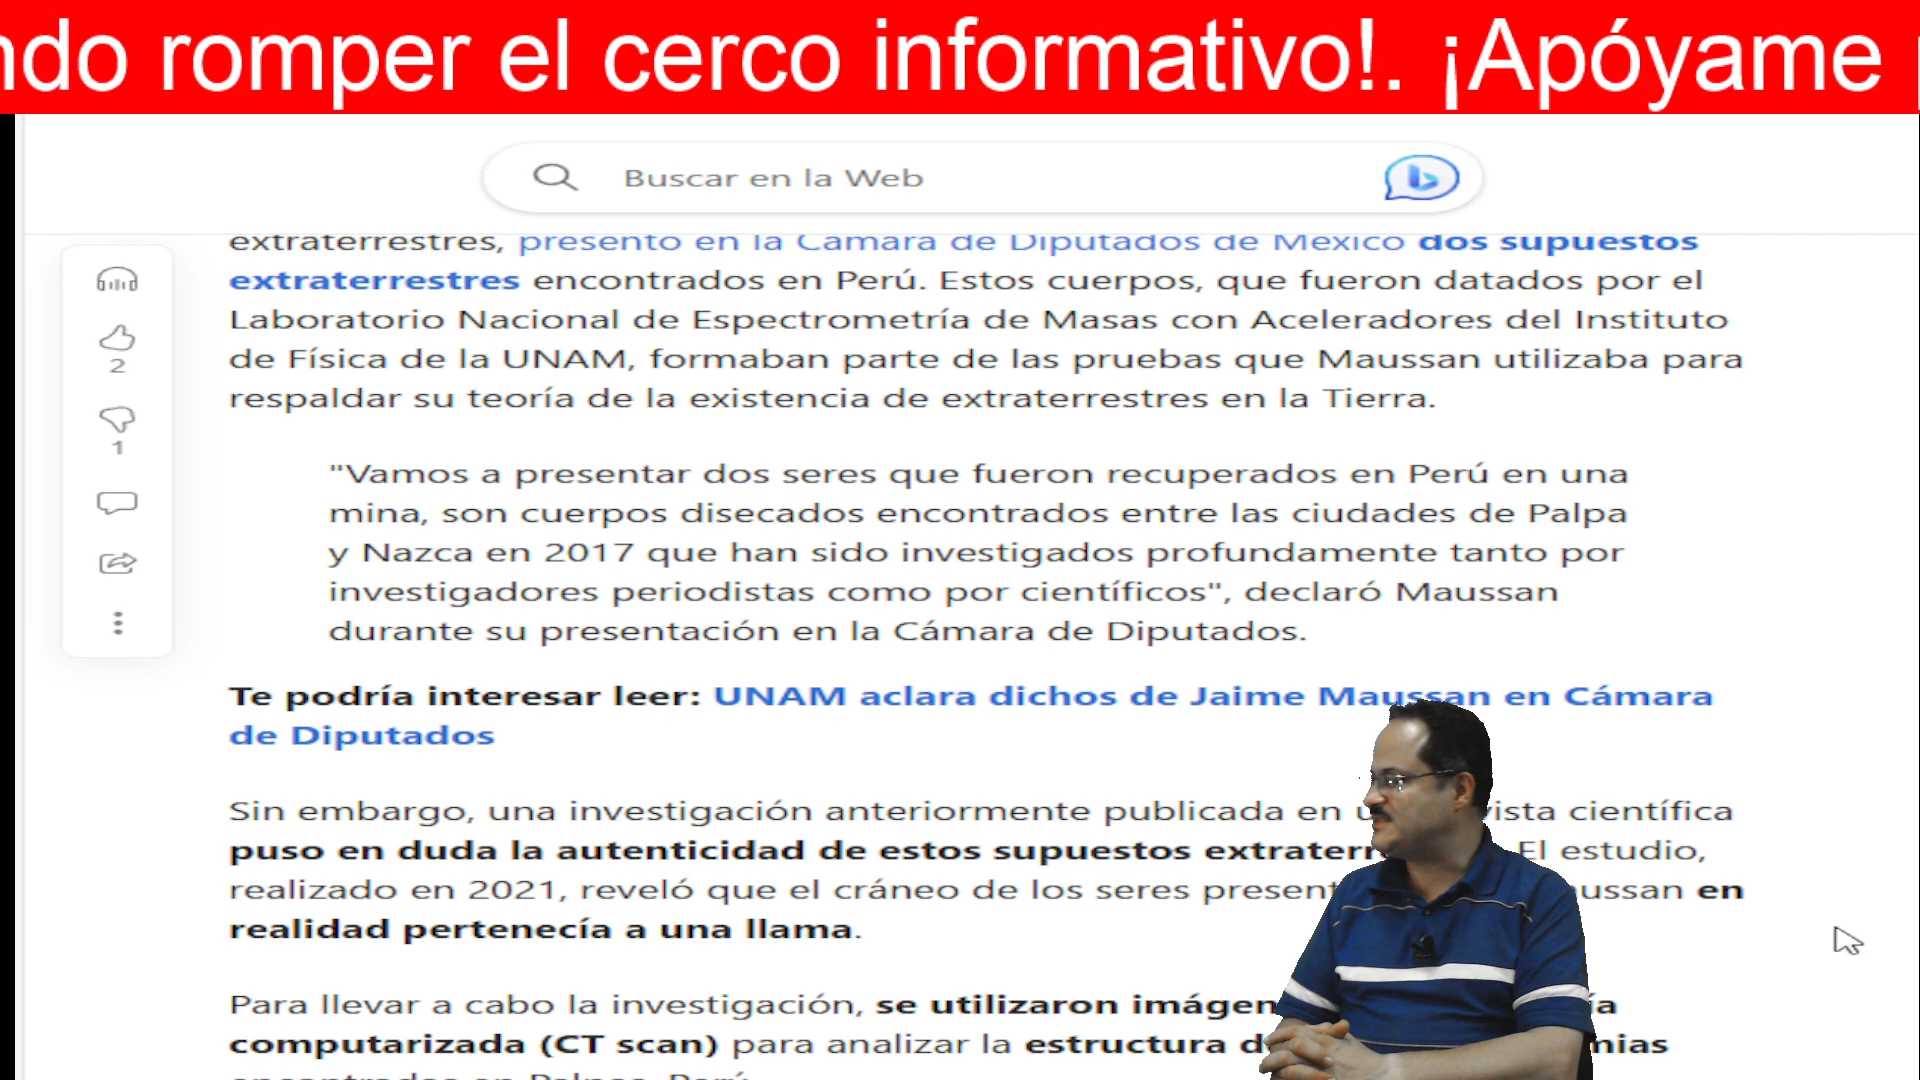 ndo romper el cerco informativo!. ¡Apóyame
Buscar en la Web
extraterrestres, presentó en la Cámara de Diputados de México dos supuestos
extraterrestres encontrados en Perú. Estos cuerpos, que fueron datados por el
Laboratorio Nacional de Espectrometría de Masas con Aceleradores del Instituto
de Física de la UNAM, formaban parte de las pruebas que Maussan utilizaba para
respaldar su teoría de la existencia de extraterrestres en la Tierra.
2
1
"Vamos a presentar dos seres que fueron recuperados en Perú en una
mina, son cuerpos disecados encontrados entre las ciudades de Palpa
y Nazca en 2017 que han sido investigados profundamente tanto por
investigadores periodistas como por científicos", declaró Maussan
durante su presentación en la Cámara de Diputados.
Te podría interesar leer: UNAM aclara dichos de Jaime Maussan en Cámara
de Diputados
Sin embargo, una investigación anteriormente publicada en u vista científica
puso en duda la autenticidad de estos supuestos extraterr El estudio,
realizado en 2021, reveló que el cráneo de los seres present aussan en
realidad pertenecía a una llama.
Para llevar a cabo la investigación, se utilizaron imágen ía
computarizada (CT scan) para analizar la estructura d mias